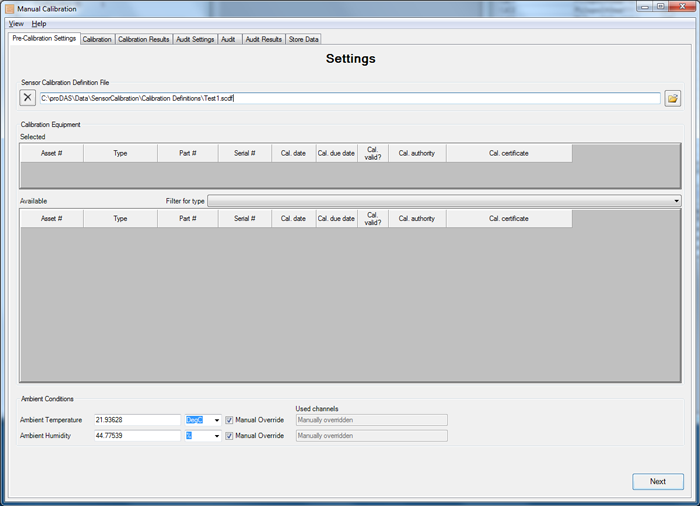 Manual Calibration
View Help
Pre-Calibration Settings Calibration Calibration Results Audit Settings Audit Audit Results Store Data
Settings
Sensor Calibration Definition File
C:\proDAS\Data\SensorCalibration\Calibration Definitions\Test1.scdf
Calibration Equipment
Selected
Asset # Type Part # Serial # Cal. date Cal. due date Cal. valid? Cal. authority Cal. certificate
Available Filter for type
Asset # Type Part # Serial # Cal. date Cal. due date Cal. valid? Cal. authority Cal. certificate
Ambient Conditions
Used channels
Ambient Temperature 21.93628 DegC Manual Override Manually overridden
Ambient Humidity 44.77539 % Manual Override Manually overridden
Next